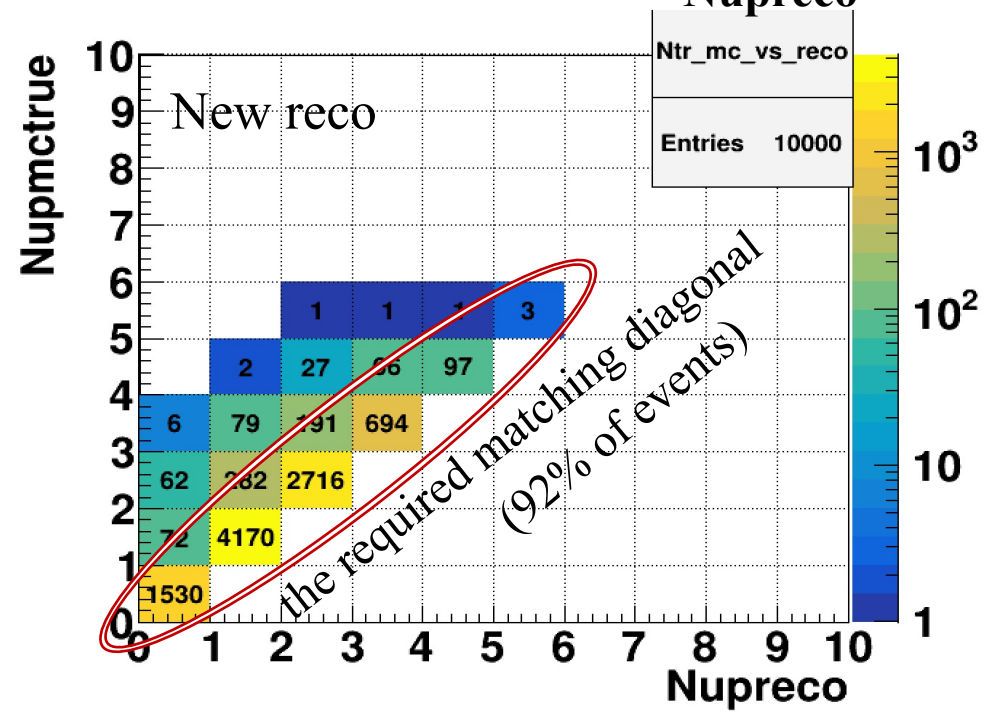 Nupreco
Ntr_mc_vs_reco
Entries 10000
New reco
Nupmctrue
10
9
8
7
6
5
4
3
2
1
0
1 1 1 3
2 27 66 97
6 79 191 694
62 282 2716
72 4170
1530
the required matching diagonal
(92% of events)
0 1 2 3 4 5 6 7 8 9 10
Nupreco
10³
10²
10
1